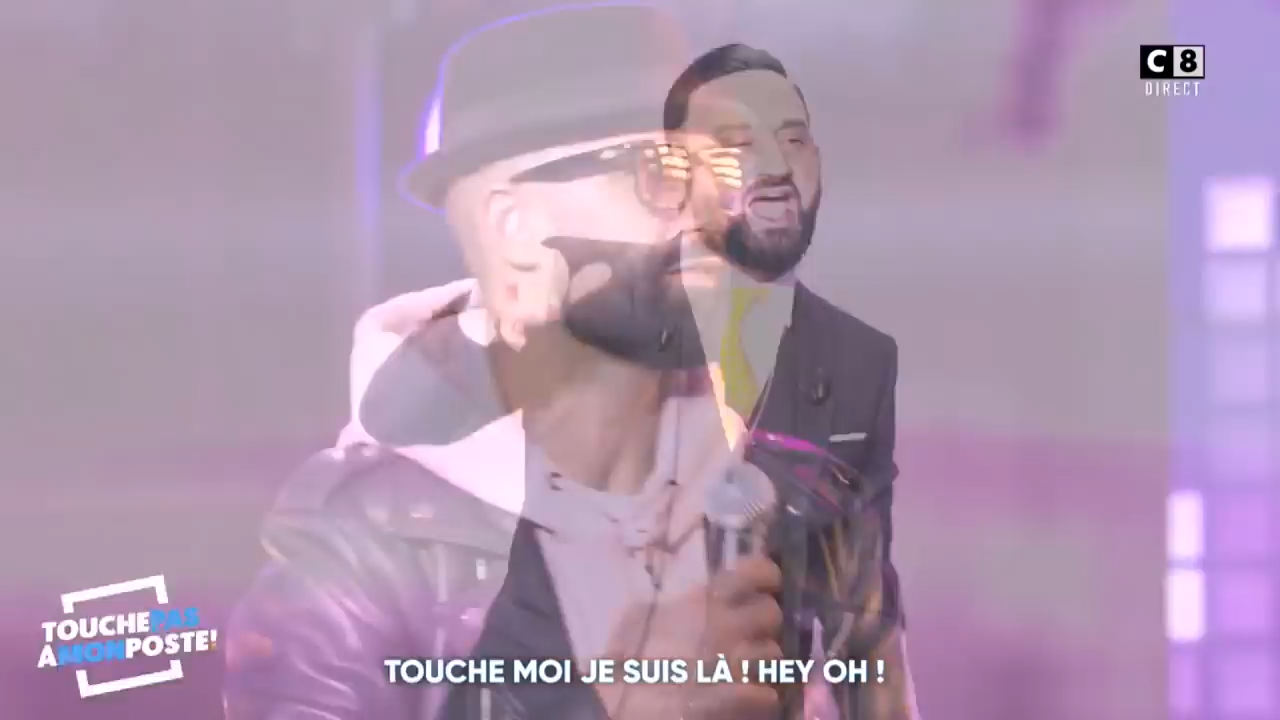 C8
DIRECT
TOUCHE PAS
À MON POSTE!
TOUCHE MOI JE SUIS LÀ ! HEY OH !